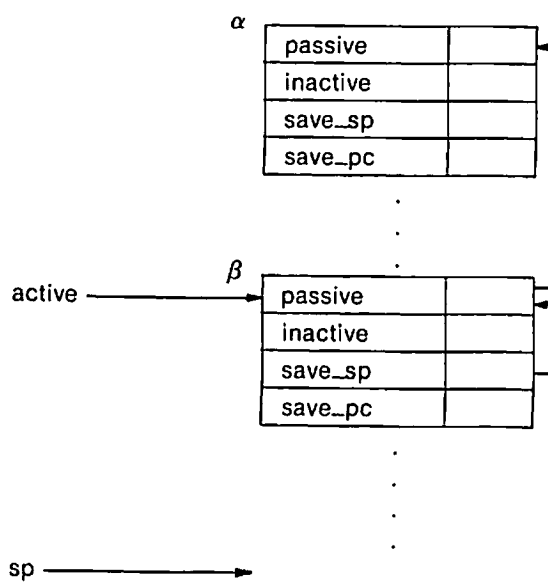 α
passive
inactive
save_sp
save_pc
active
β
passive
inactive
save_sp
save_pc
sp